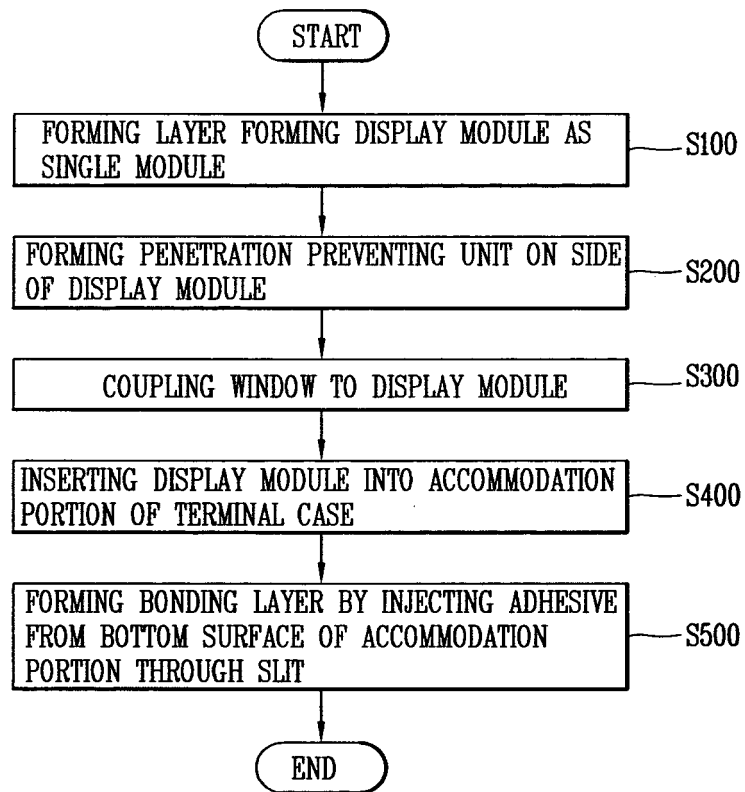 START
FORMING LAYER FORMING DISPLAY MODULE AS
SINGLE MODULE
S100
FORMING PENETRATION PREVENTING UNIT ON SIDE
OF DISPLAY MODULE
S200
COUPLING WINDOW TO DISPLAY MODULE
S300
INSERTING DISPLAY MODULE INTO ACCOMMODATION
PORTION OF TERMINAL CASE
S400
FORMING BONDING LAYER BY INJECTING ADHESIVE
FROM BOTTOM SURFACE OF ACCOMMODATION
PORTION THROUGH SLIT
S500
END